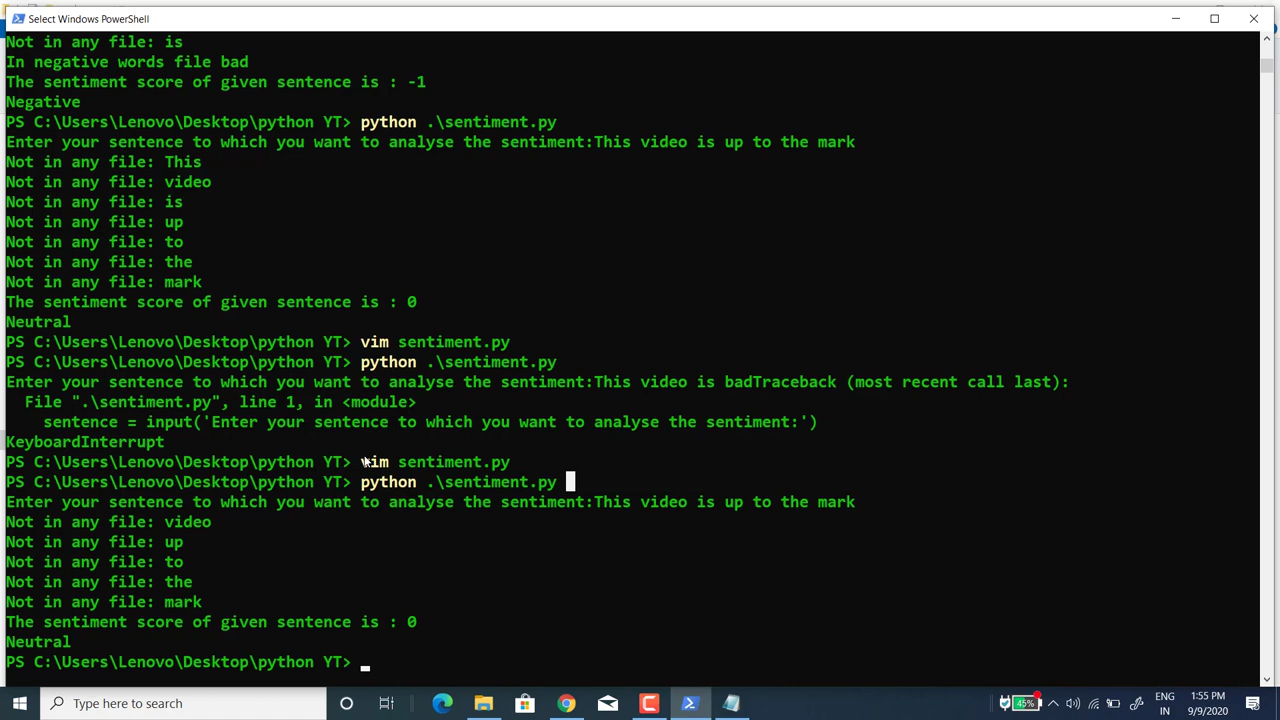 Select Windows PowerShell
Not in any file: is
In negative words file bad
The sentiment score of given sentence is : -1
Negative
PS C:\Users\Lenovo\Desktop\python YT> python .\sentiment.py
Enter your sentence to which you want to analyse the sentiment:This video is up to the mark
Not in any file: This
Not in any file: video
Not in any file: is
Not in any file: up
Not in any file: to
Not in any file: the
Not in any file: mark
The sentiment score of given sentence is : 0
Neutral
PS C:\Users\Lenovo\Desktop\python YT> vim sentiment.py
PS C:\Users\Lenovo\Desktop\python YT> python .\sentiment.py
Enter your sentence to which you want to analyse the sentiment:This video is badTraceback (most recent call last):
File ".\sentiment.py", line 1, in <module>
sentence = input('Enter your sentence to which you want to analyse the sentiment:')
KeyboardInterrupt
PS C:\Users\Lenovo\Desktop\python YT> vim sentiment.py
PS C:\Users\Lenovo\Desktop\python YT> python .\sentiment.py
Enter your sentence to which you want to analyse the sentiment:This video is up to the mark
Not in any file: video
Not in any file: up
Not in any file: to
Not in any file: the
Not in any file: mark
The sentiment score of given sentence is : 0
Neutral
PS C:\Users\Lenovo\Desktop\python YT>
Type here to search
45%
ENG
IN
1:55 PM
9/9/2020